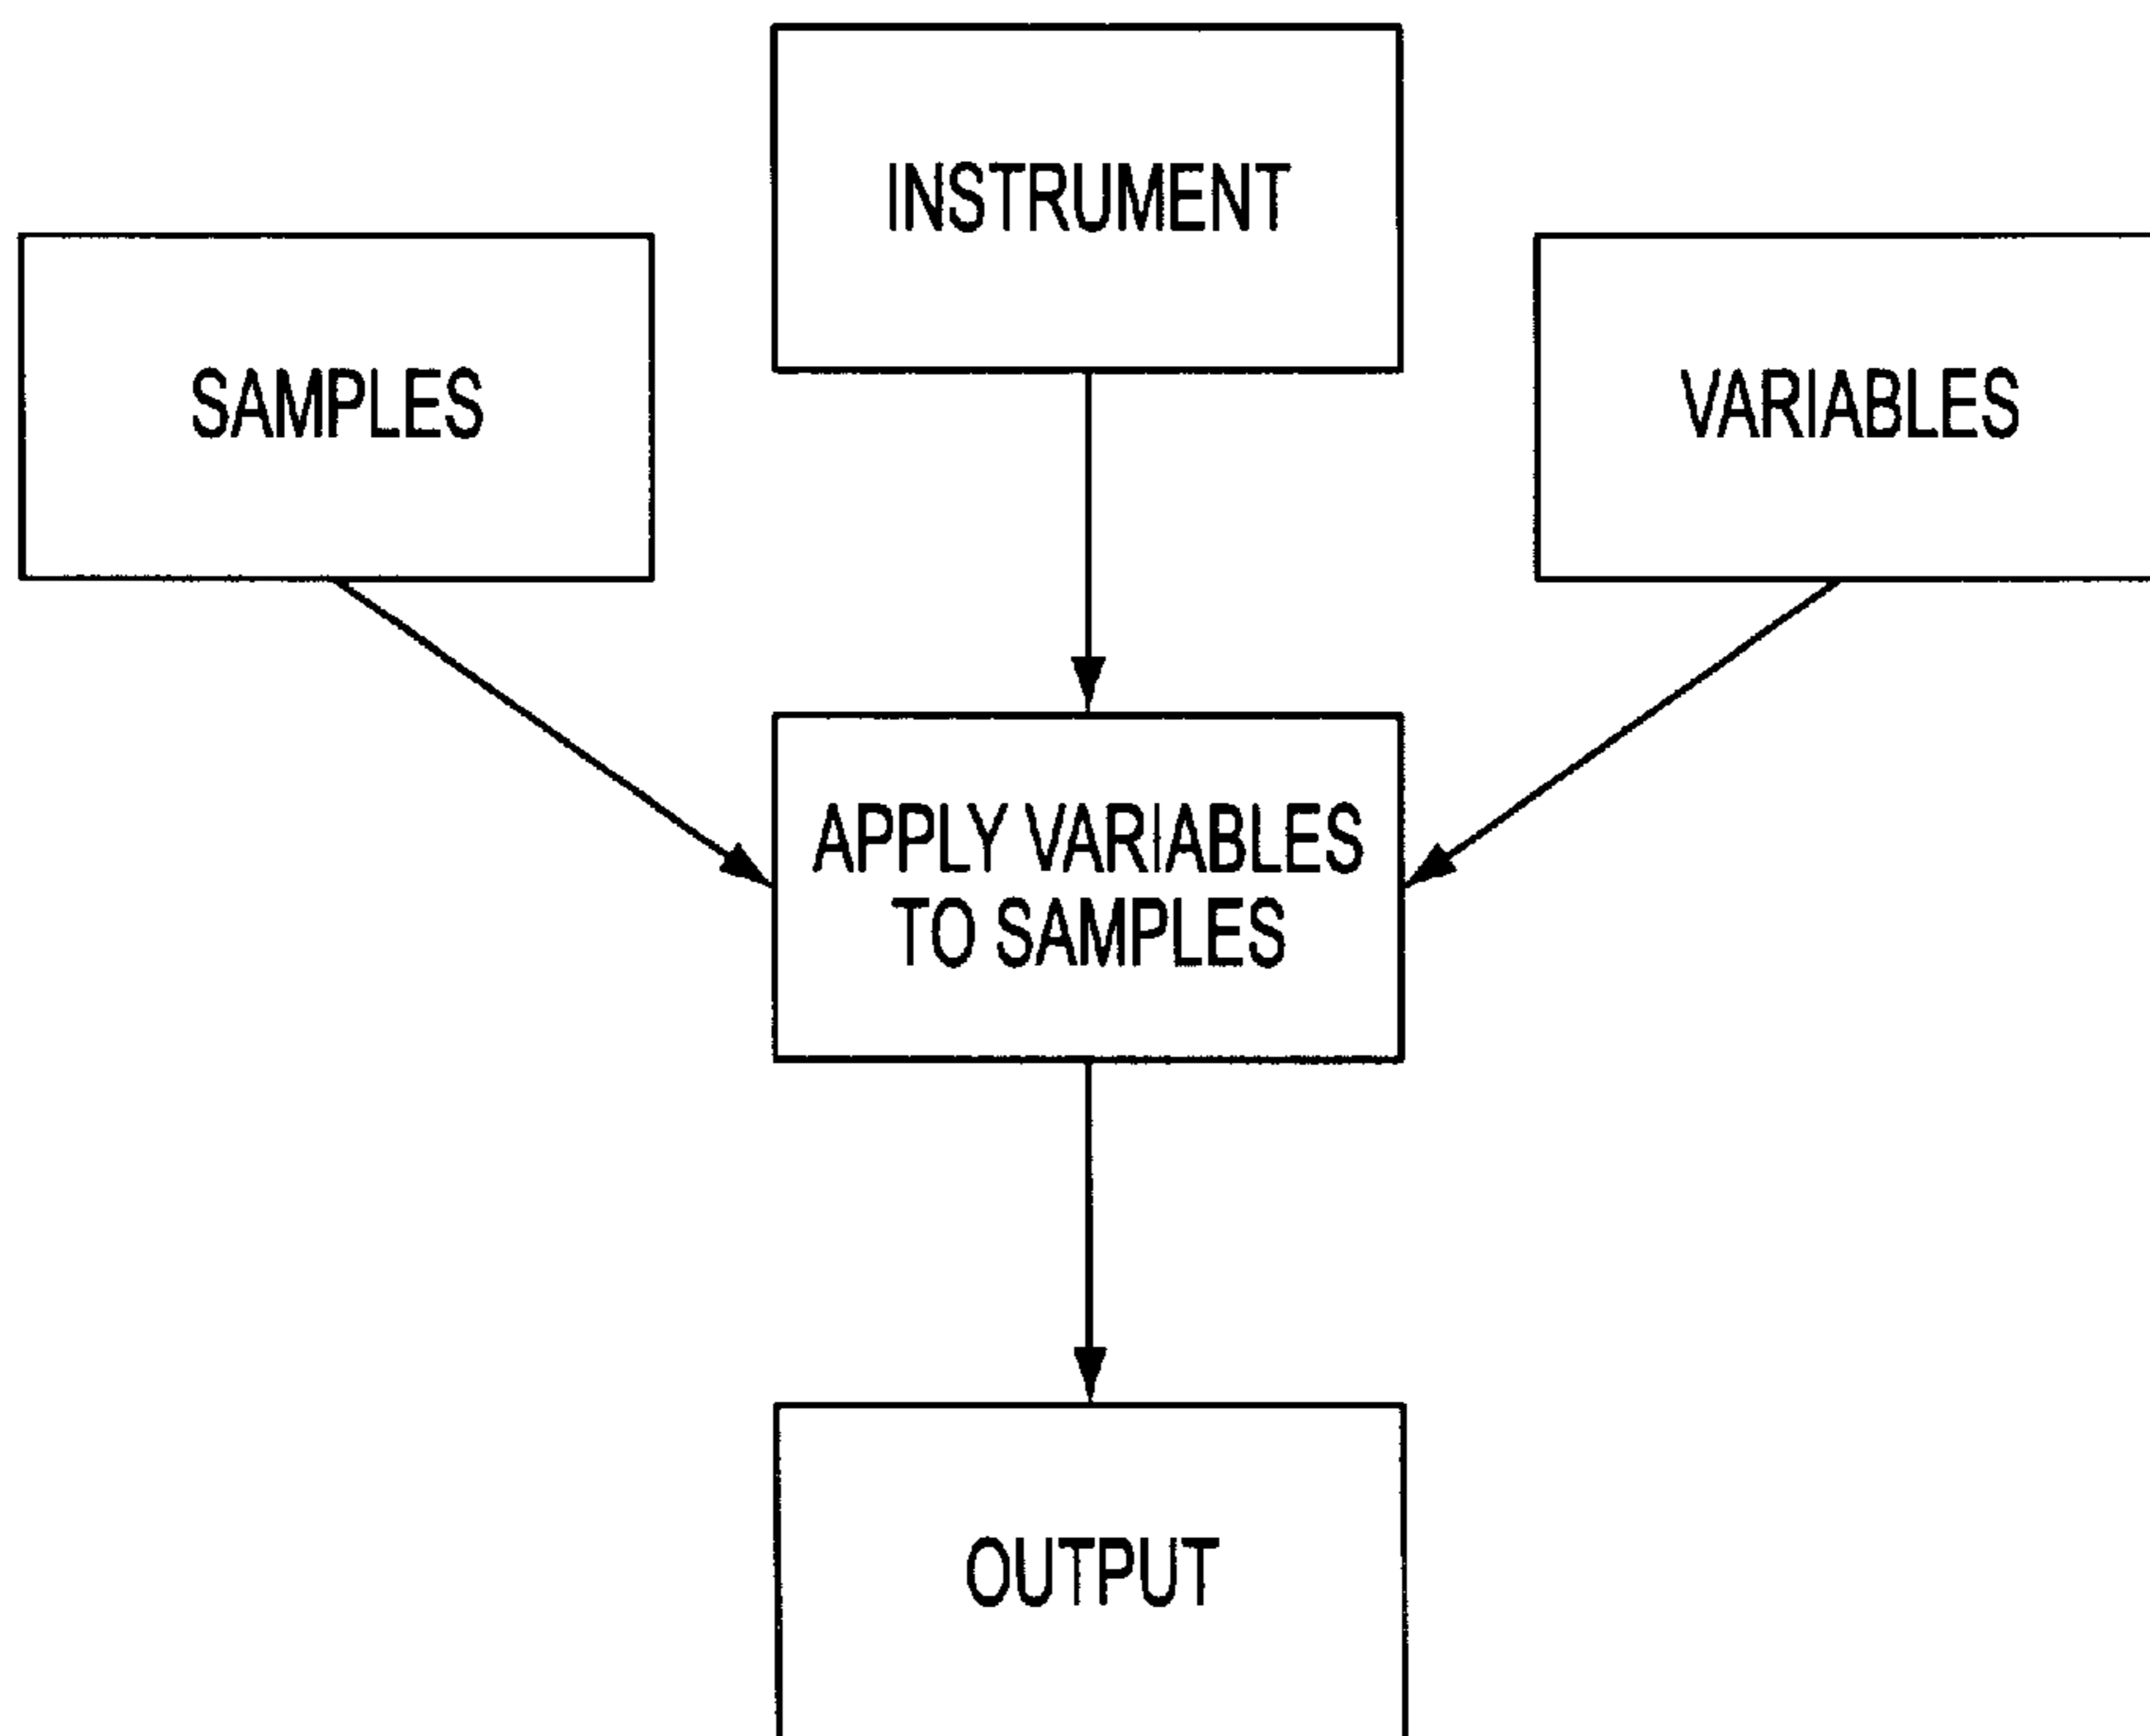 INSTRUMENT
SAMPLES
VARIABLES
APPLY VARIABLES
TO SAMPLES
OUTPUT